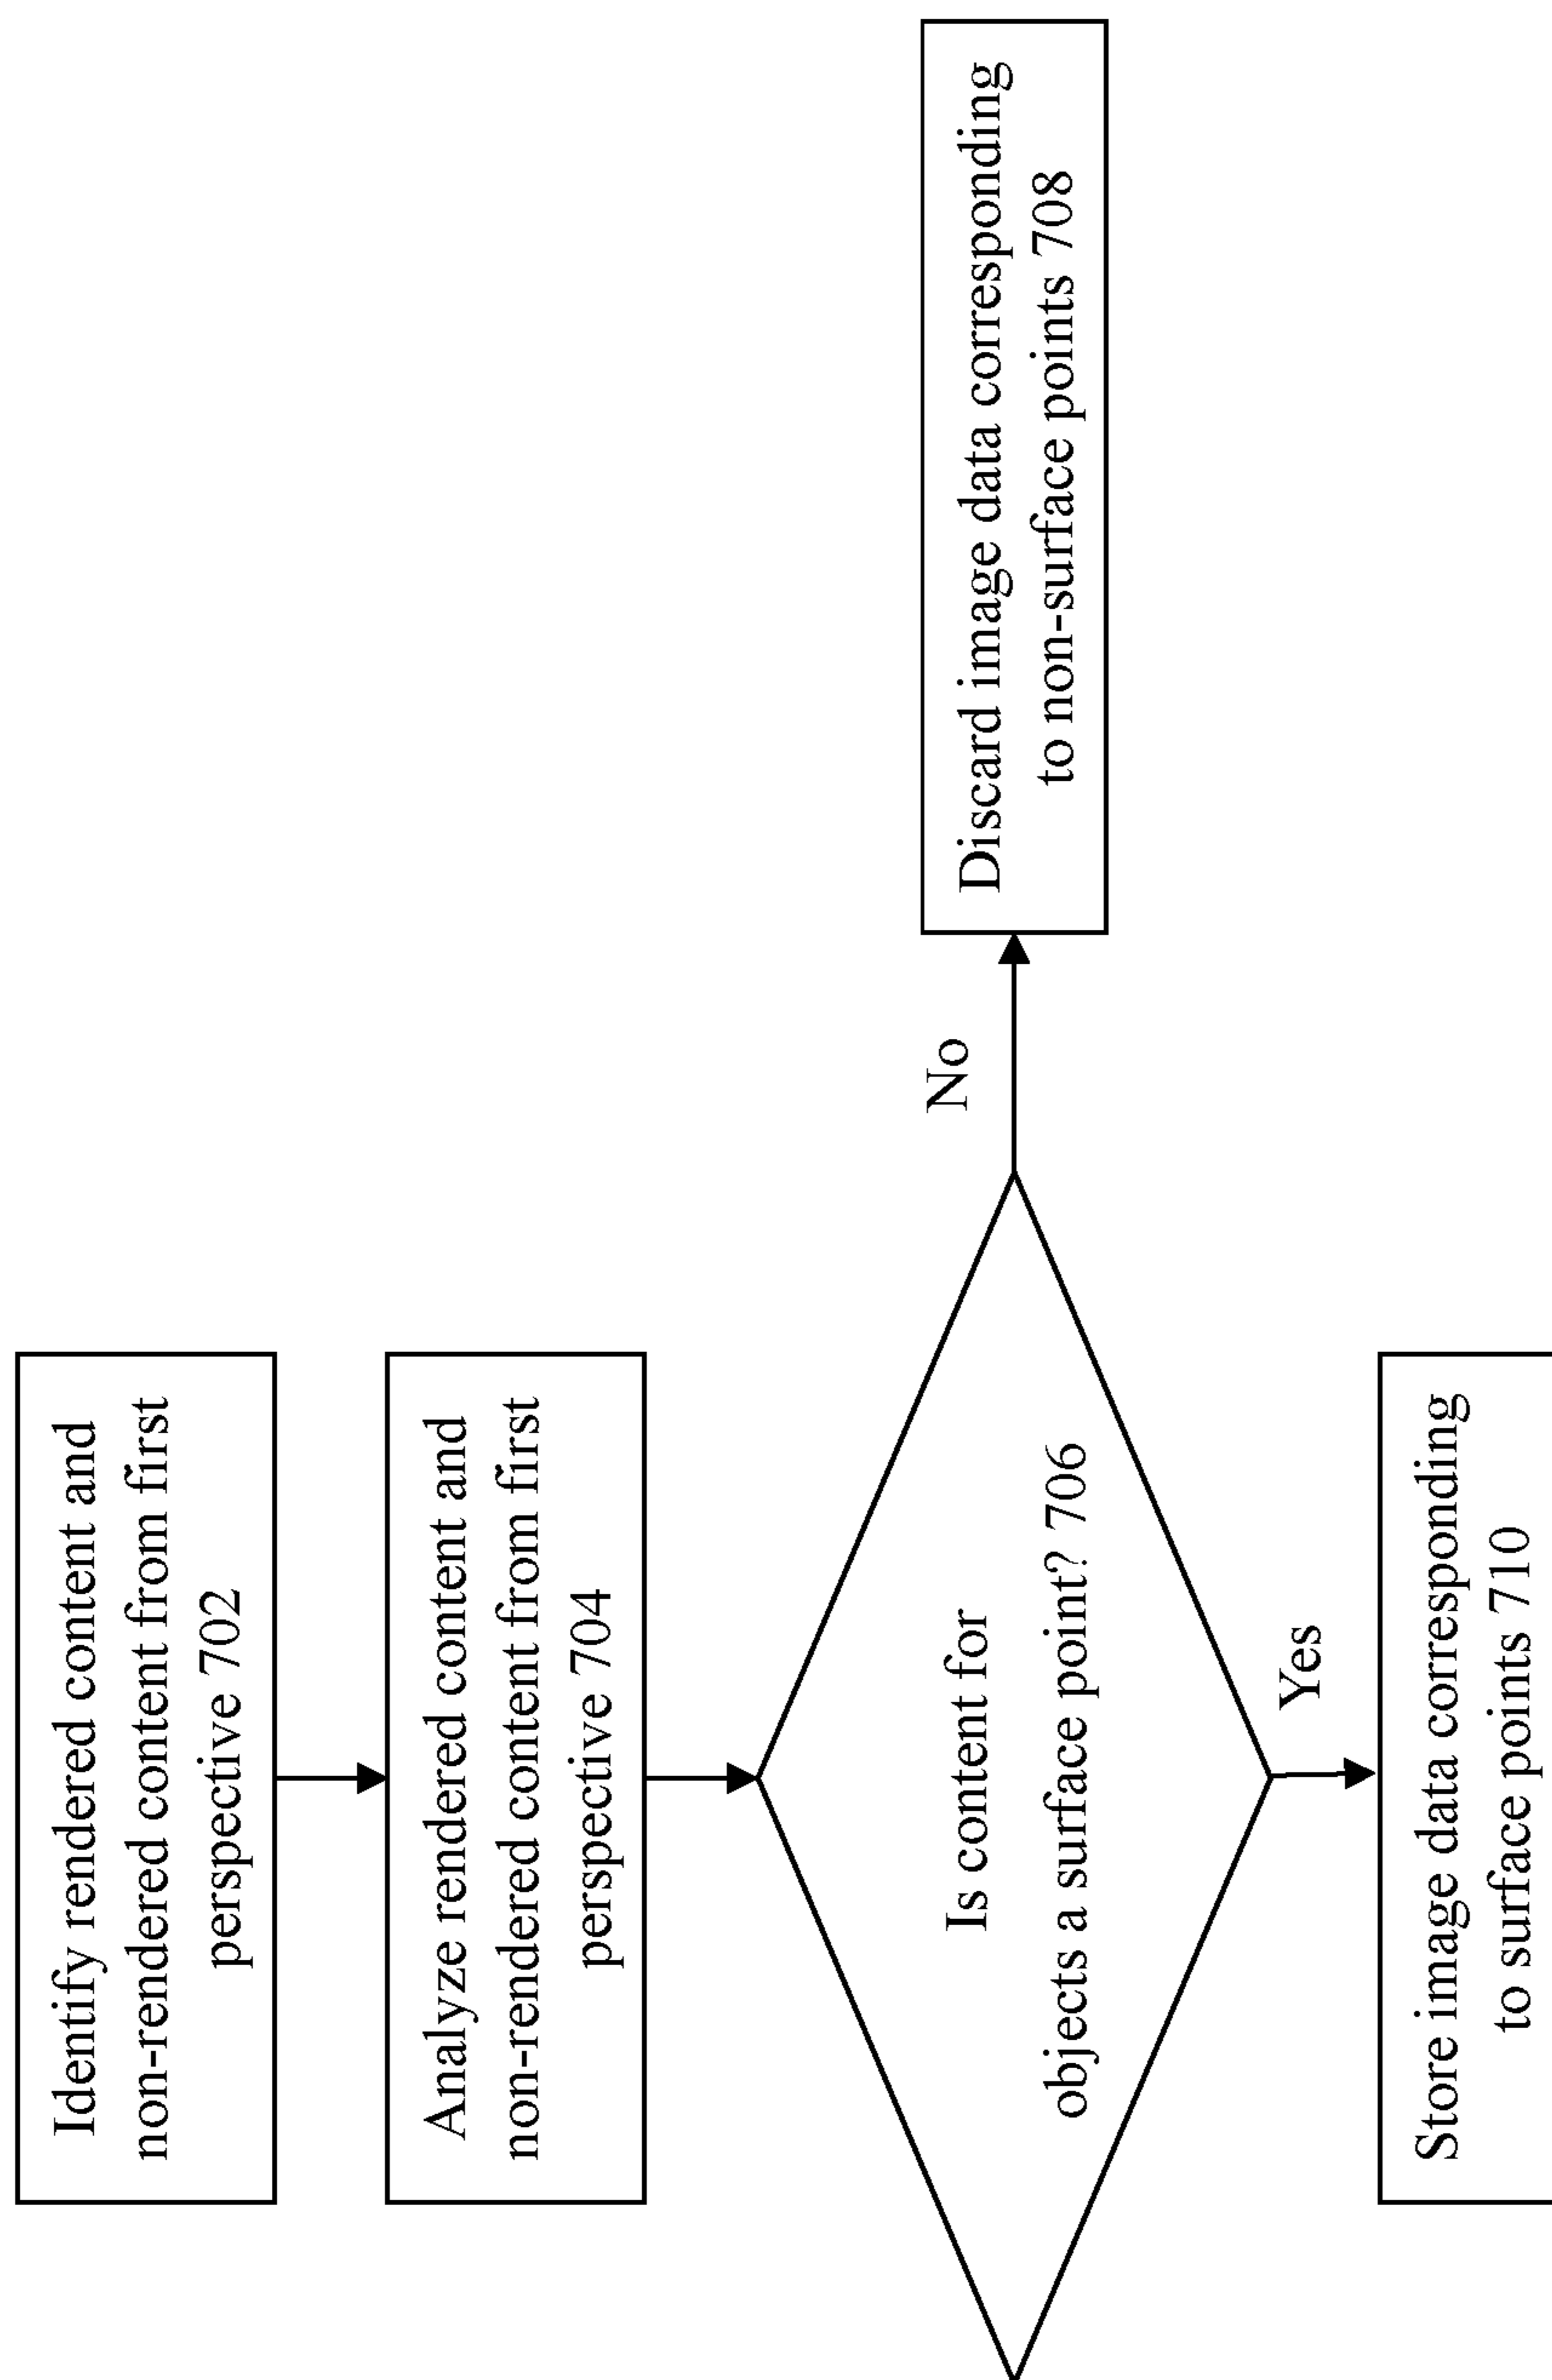 Identify rendered content and
non-rendered content from first
perspective 702
Analyze rendered content and
non-rendered content from first
perspective 704
Is content for
objects a surface point? 706
No
Discard image data corresponding
to non-surface points 708
Yes
Store image data corresponding
to surface points 710